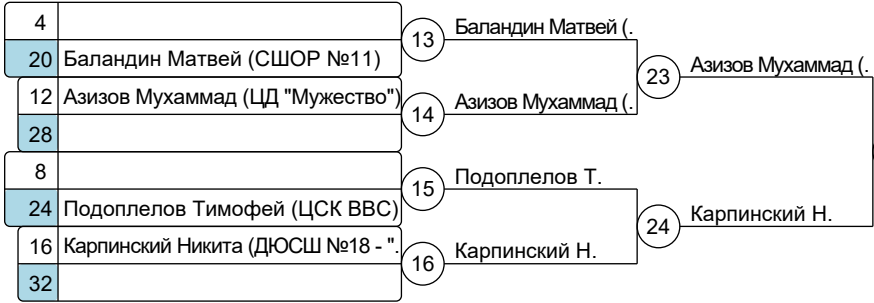 4
20 Баландин Матвей (СШОР №11)
13 Баландин Матвей (.
12 Азизов Мухаммад (ЦД "Мужество")
28
14 Азизов Мухаммад (.
23 Азизов Мухаммад (.
8
24 Подоплелов Тимофей (ЦСК ВВС)
15 Подоплелов Т.
16 Карпинский Никита (ДЮСШ №18 - ".
32
16 Карпинский Н.
24 Карпинский Н.